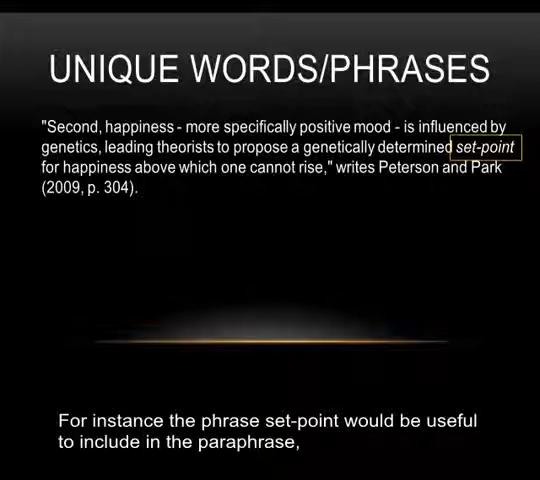 UNIQUE WORDS/PHRASES
"Second, happiness - more specifically positive mood - is influenced by
genetics, leading theorists to propose a genetically determined set-point
for happiness above which one cannot rise," writes Peterson and Park
(2009, p. 304).
For instance the phrase set-point would be useful
to include in the paraphrase,